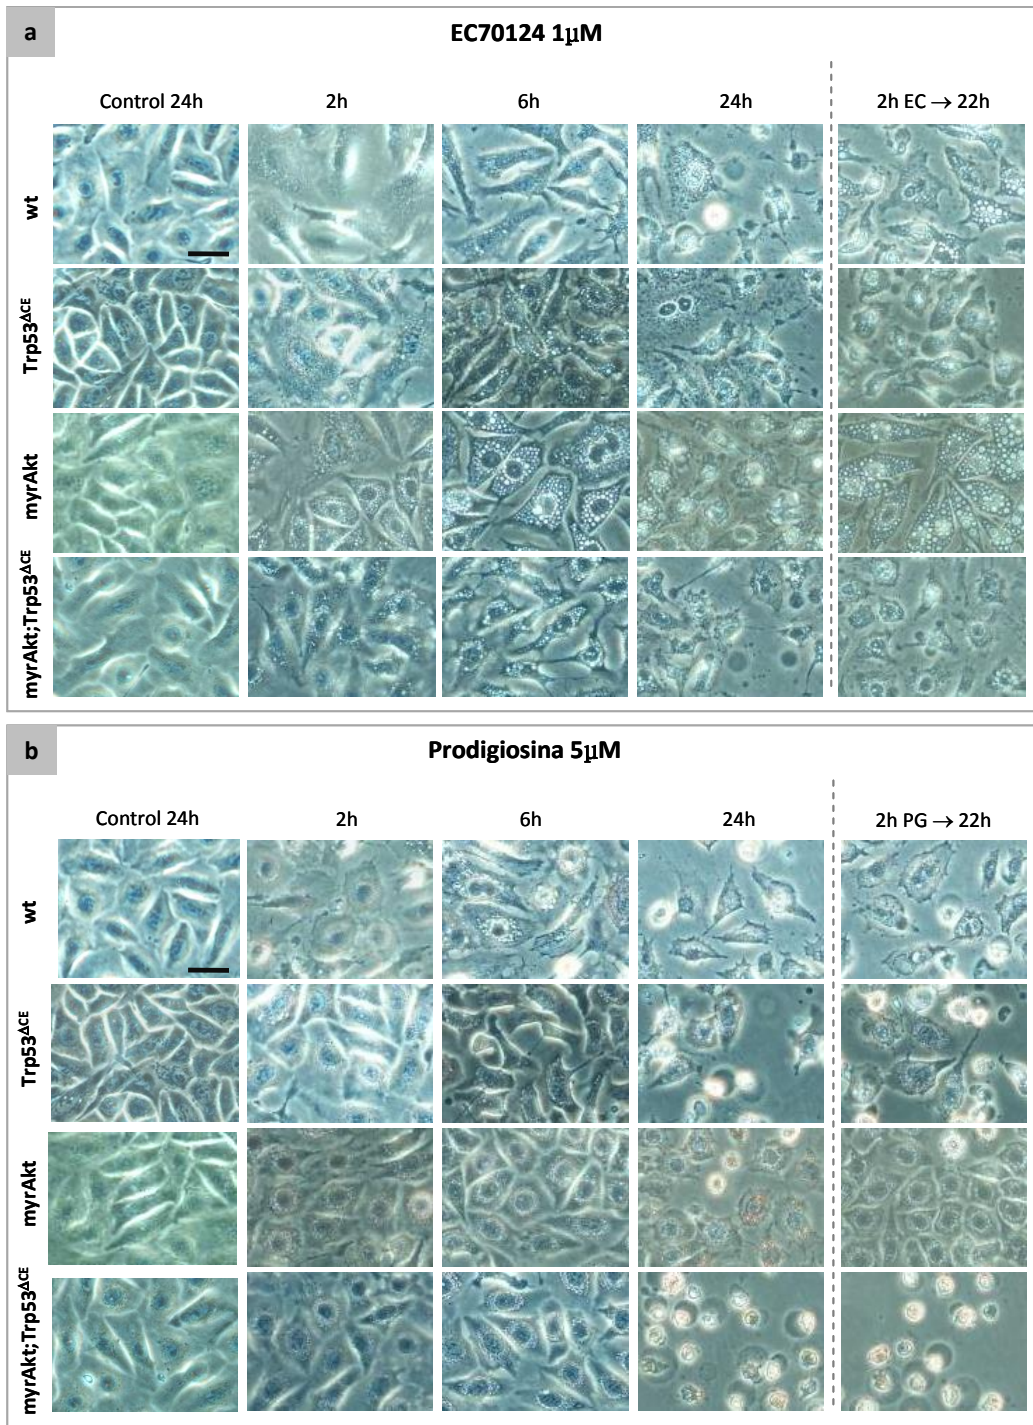 a
EC70124 1µM
Control 24h 2h 6h 24h 2h EC → 22h
wt
Trp53ΔCE
myrAkt
myrAkt;Trp53ΔCE
b
Prodigiosina 5µM
Control 24h 2h 6h 24h 2h PG → 22h
wt
Trp53ΔCE
myrAkt
myrAkt;Trp53ΔCE